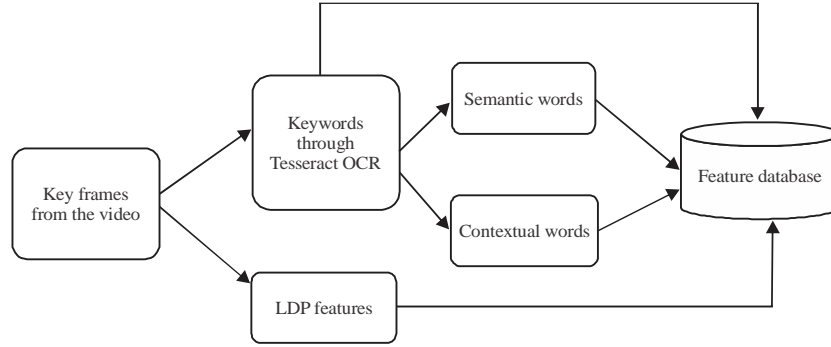 Key frames
from the video
Keywords
through
Tesseract OCR
LDP features
Semantic words
Contextual words
Feature database